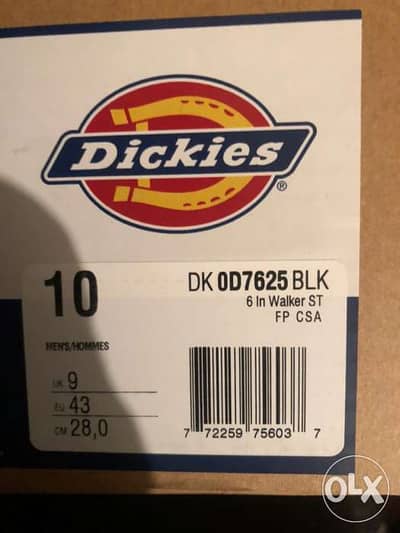 Dickies
®
10
DK 0D7625 BLK
6 In Walker ST
FP CSA
MEN'S/HOMMES
UK 9
EU 43
CM 28,0
7 72259 75603 7
OLX